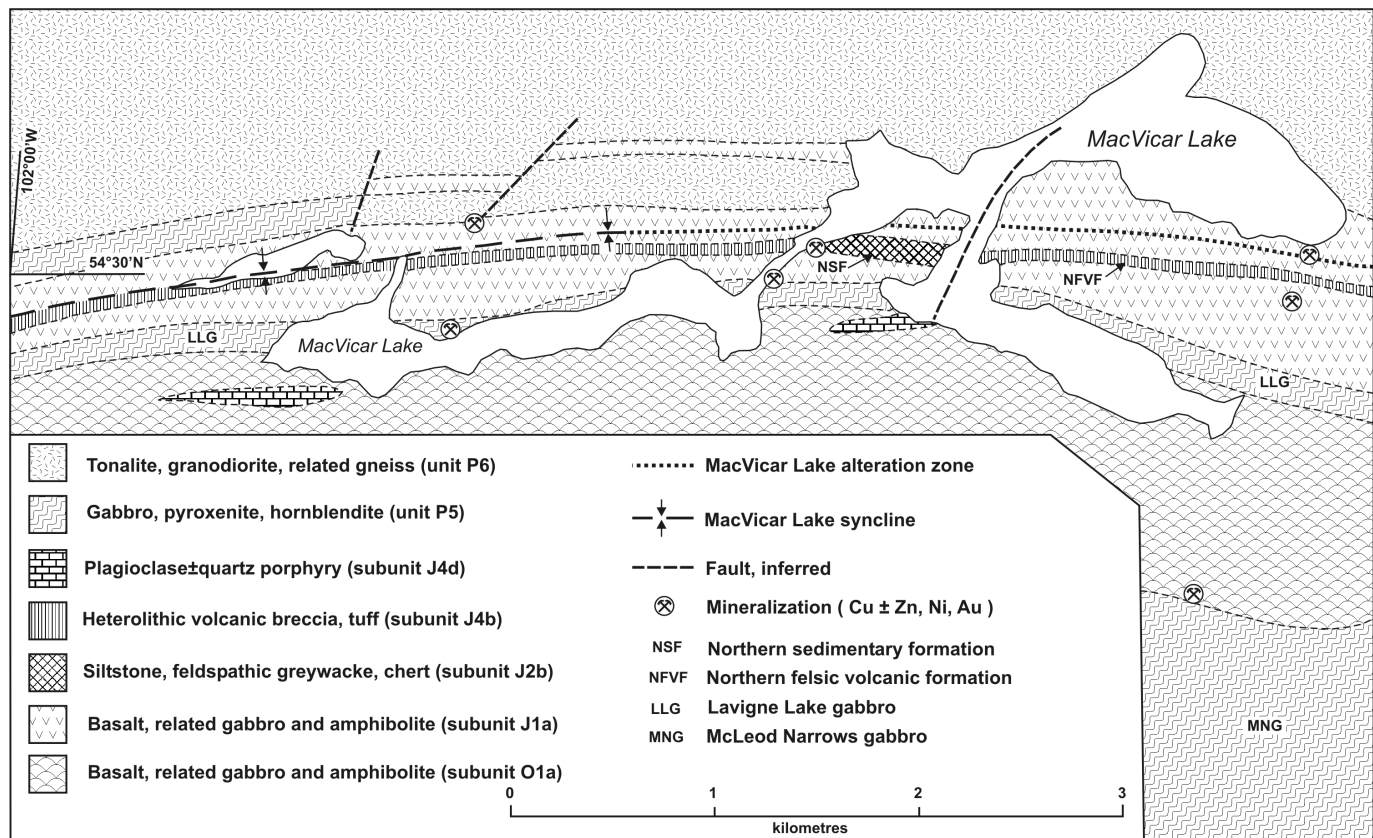 MacVicar Lake
102°00'W
54°30'N
NSF
NFVF
LLG
MacVicar Lake
LLG
Tonalite, granodiorite, related gneiss (unit P6)
Gabbro, pyroxenite, hornblendite (unit P5)
Plagioclase±quartz porphyry (subunit J4d)
Heterolithic volcanic breccia, tuff (subunit J4b)
Siltstone, feldspathic greywacke, chert (subunit J2b)
Basalt, related gabbro and amphibolite (subunit J1a)
Basalt, related gabbro and amphibolite (subunit O1a)
MacVicar Lake alteration zone
MacVicar Lake syncline
Fault, inferred
Mineralization ( Cu ± Zn, Ni, Au )
NSF Northern sedimentary formation
NFVF Northern felsic volcanic formation
LLG Lavigne Lake gabbro
MNG McLeod Narrows gabbro
MNG
0 1 2 3
kilometres